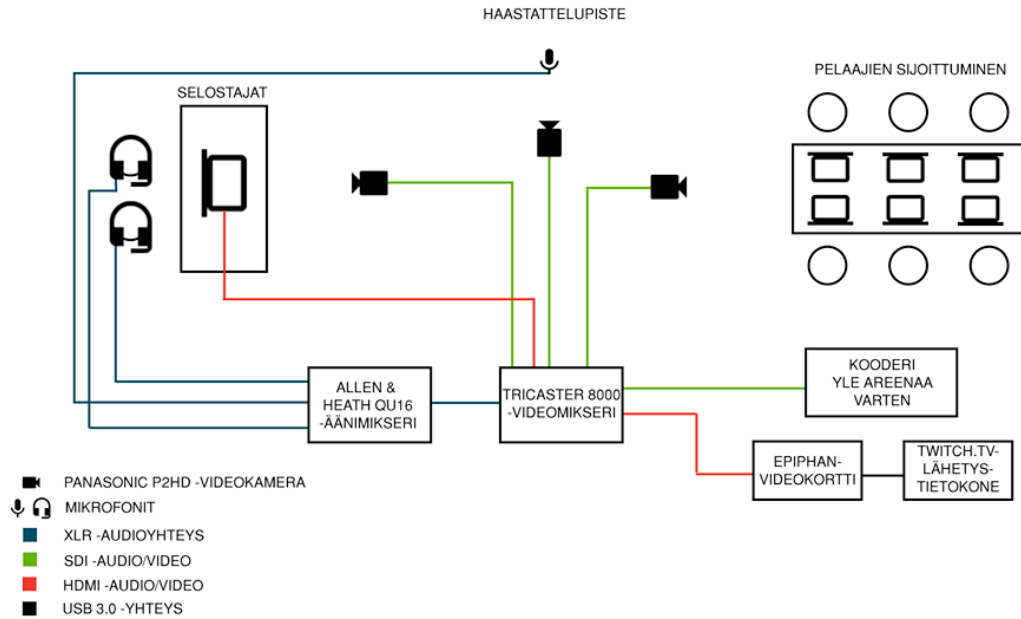 HAASTATTELUPISTE
PELAAJIEN SIJOITTUMINEN
SELOSTAJAT
ALLEN &
HEATH QU16
-ÄÄNIMIKSERI
TRICASTER 8000
-VIDEOMIKSERI
KOODERI
YLE AREENAA
VARTEN
EPIPHAN-
VIDEOKORTTI
TWITCH.TV-
LÄHETYS-
TIETOKONE
PANASONIC P2HD -VIDEOKAMERA
MIKROFONIT
XLR -AUDIOYHTEYS
SDI -AUDIO/VIDEO
HDMI -AUDIO/VIDEO
USB 3.0 -YHTEYS